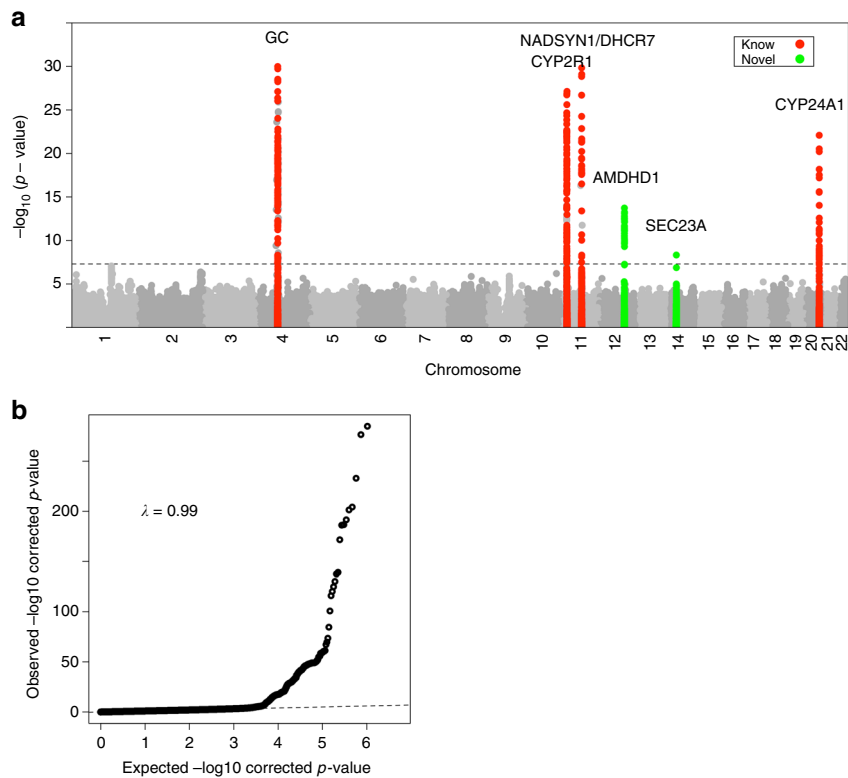 a
GC
NADSYN1/DHCR7
CYP2R1
Know
Novel
CYP24A1
AMDHD1
SEC23A
–log10 (p – value)
35
30
25
20
15
10
5
1 2 3 4 5 6 7 8 9 10 11 12 13 14 15 16 17 18 19 20 21 22
Chromosome
b
Observed –log10 corrected p-value
200
100
50
0
λ = 0.99
0 1 2 3 4 5 6
Expected –log10 corrected p-value